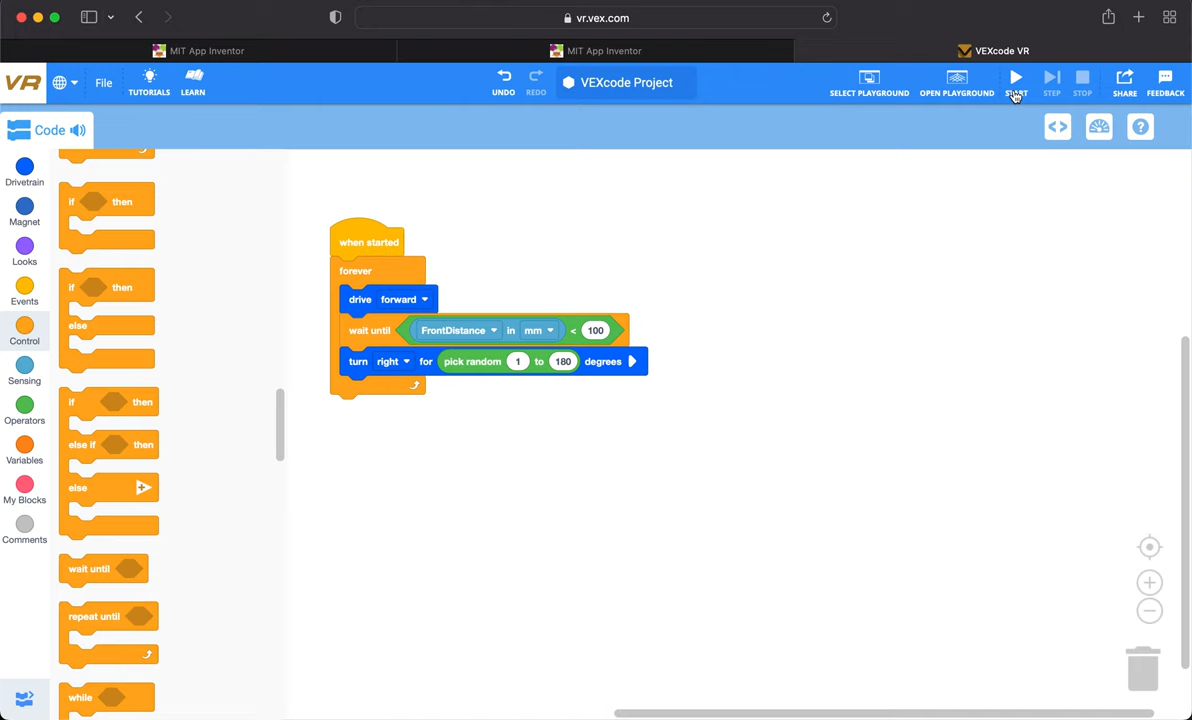 vr.vex.com
MIT App Inventor
MIT App Inventor
VEXcode VR
VR
File
TUTORIALS
LEARN
UNDO
REDO
VEXcode Project
SELECT PLAYGROUND
OPEN PLAYGROUND
START
STEP
STOP
SHARE
FEEDBACK
Code
Drivetrain
Magnet
Looks
Events
Control
Sensing
Operators
Variables
My Blocks
Comments
if then
if then
else
if then
else if then
else
wait until
repeat until
while
when started
forever
drive forward
wait until FrontDistance in mm < 100
turn right for pick random 1 to 180 degrees